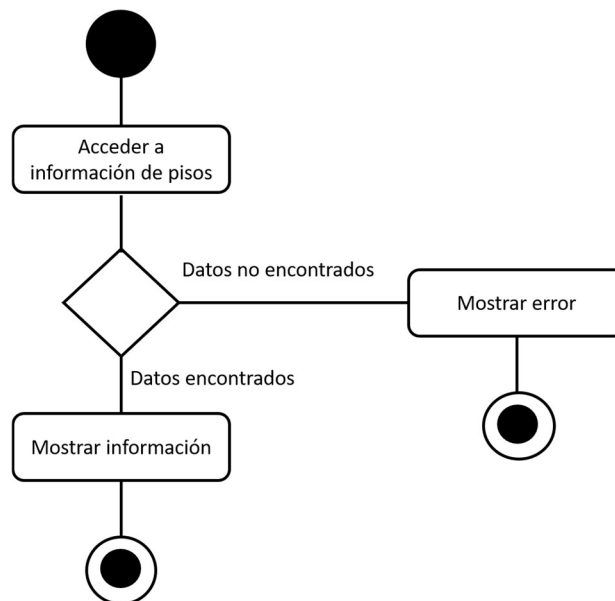 Acceder a
información de pisos
Datos no encontrados
Mostrar error
Datos encontrados
Mostrar información